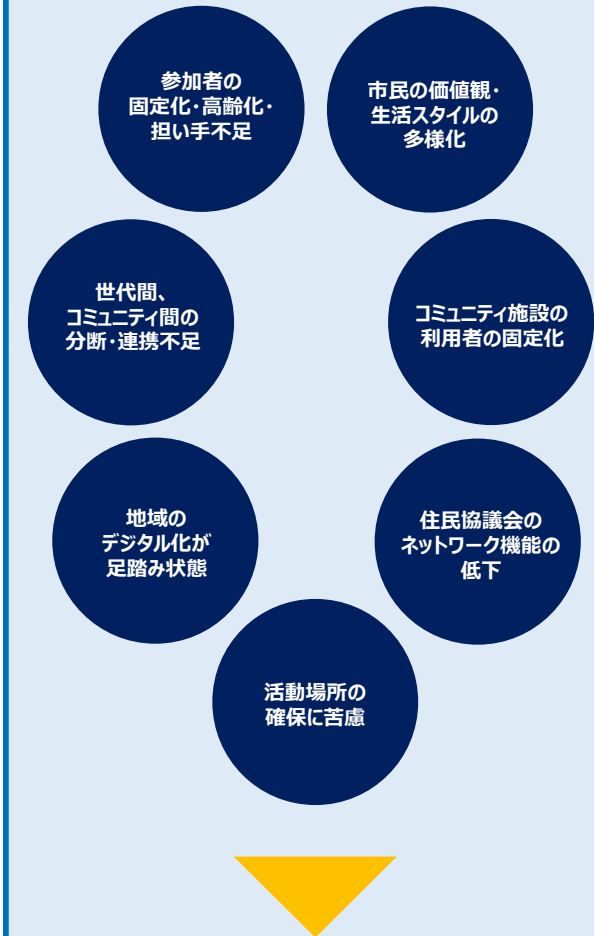 参加者の
固定化・高齢化・
担い手不足
市民の価値観・
生活スタイルの
多様化
世代間、
コミュニティ間の
分断・連携不足
コミュニティ施設の
利用者の固定化
地域の
デジタル化が
足踏み状態
住民協議会の
ネットワーク機能の
低下
活動場所の
確保に苦慮